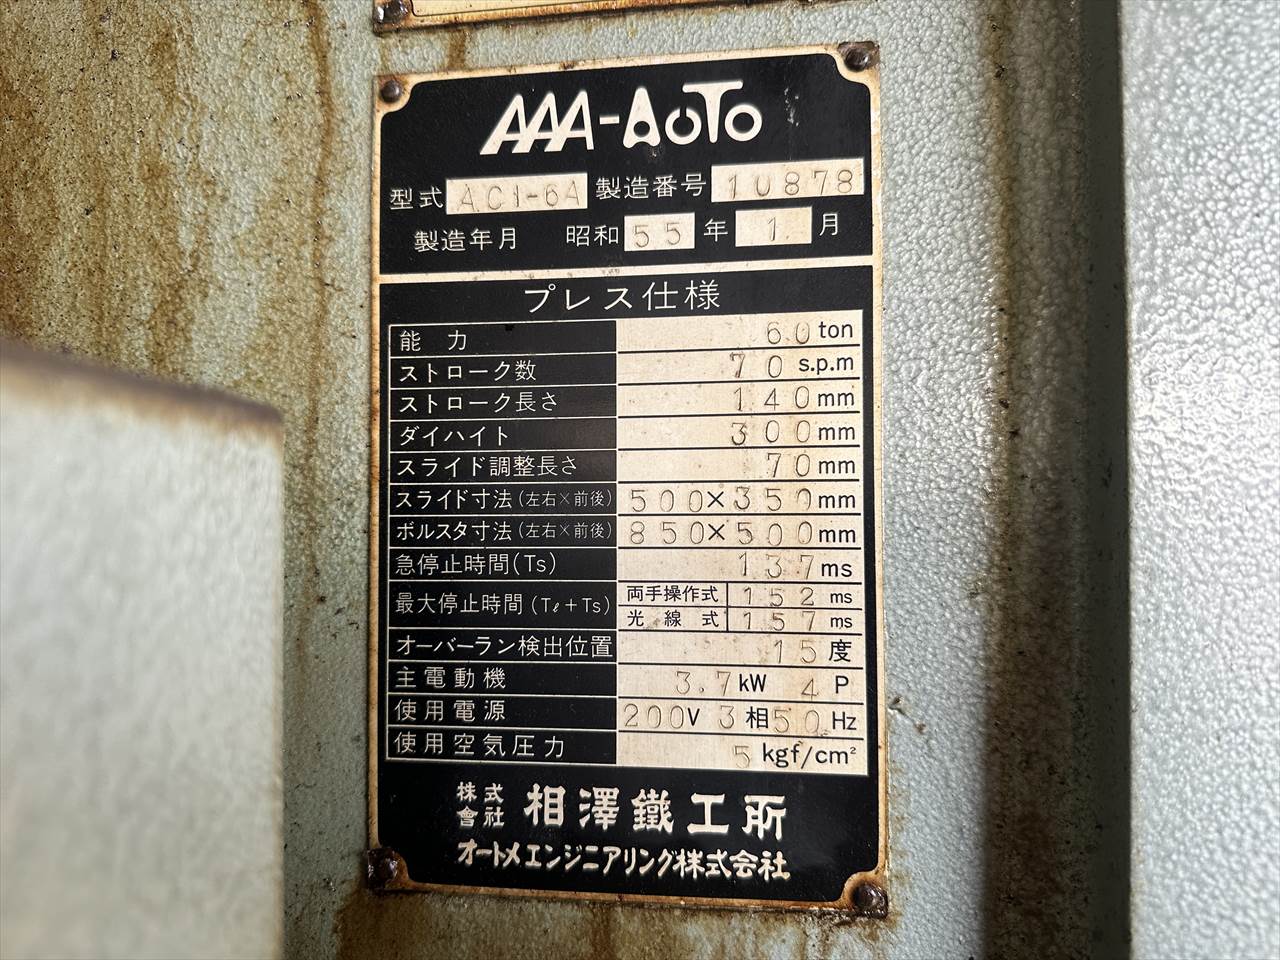 AAA-AUTO
型式 AC1-6A 製造番号 10878
製造年月 昭和 55 年 1 月
プレス仕様
能力 60 ton
ストローク数 70 s.p.m
ストローク長さ 140 mm
ダイハイト 300 mm
スライド調整長さ 70 mm
スライド寸法(左右×前後) 500×350 mm
ボルスタ寸法(左右×前後) 850×500 mm
急停止時間(Ts) 137 ms
最大停止時間(Tℓ+Ts) 両手操作式 152 ms
光線式 157 ms
オーバーラン検出位置 15 度
主電動機 3.7 kW 4 P
使用電源 200V 3相50Hz
使用空気圧力 5 kgf/cm²
株式會社 相澤鐵工所
オートメエンジニアリング株式会社